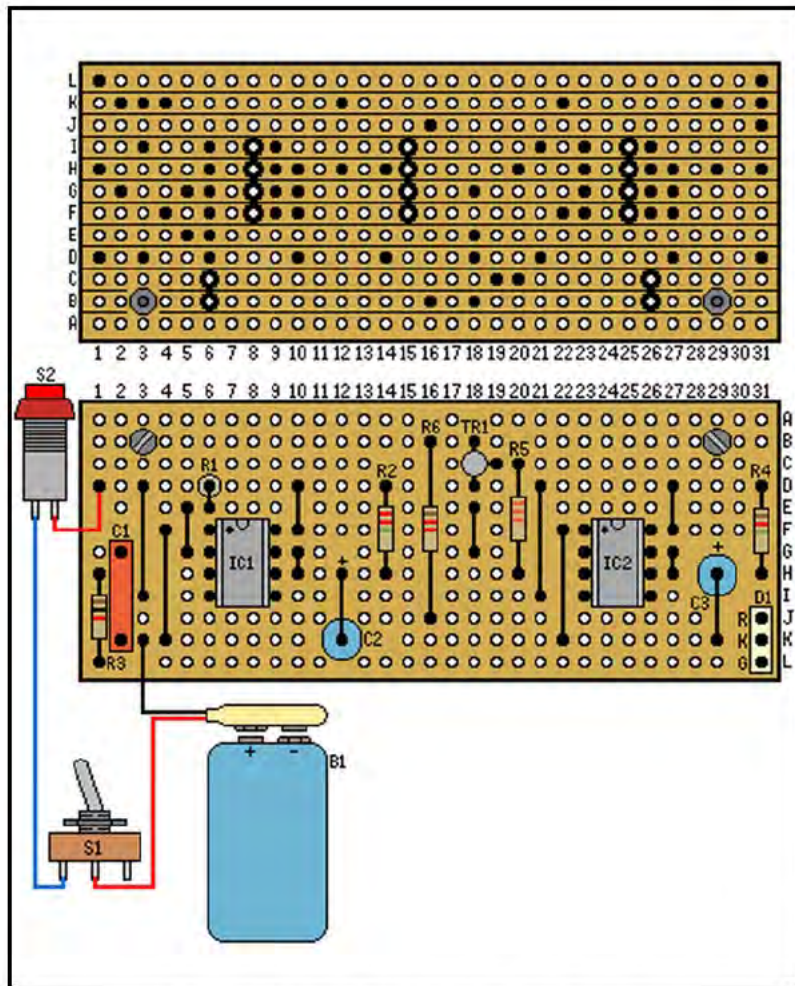 L
K
J
I
H
G
F
E
D
C
B
A
1 2 3 4 5 6 7 8 9 10 11 12 13 14 15 16 17 18 19 20 21 22 23 24 25 26 27 28 29 30 31
S2
1 2 3 4 5 6 7 8 9 10 11 12 13 14 15 16 17 18 19 20 21 22 23 24 25 26 27 28 29 30 31
A
R6 TR1 B
R1 R5 C
R2 R4 D
E
C1 + F
IC1 IC2 G
+ H
C3 D1 I
R J
C2 K K
R3 G L
+ - B1
S1